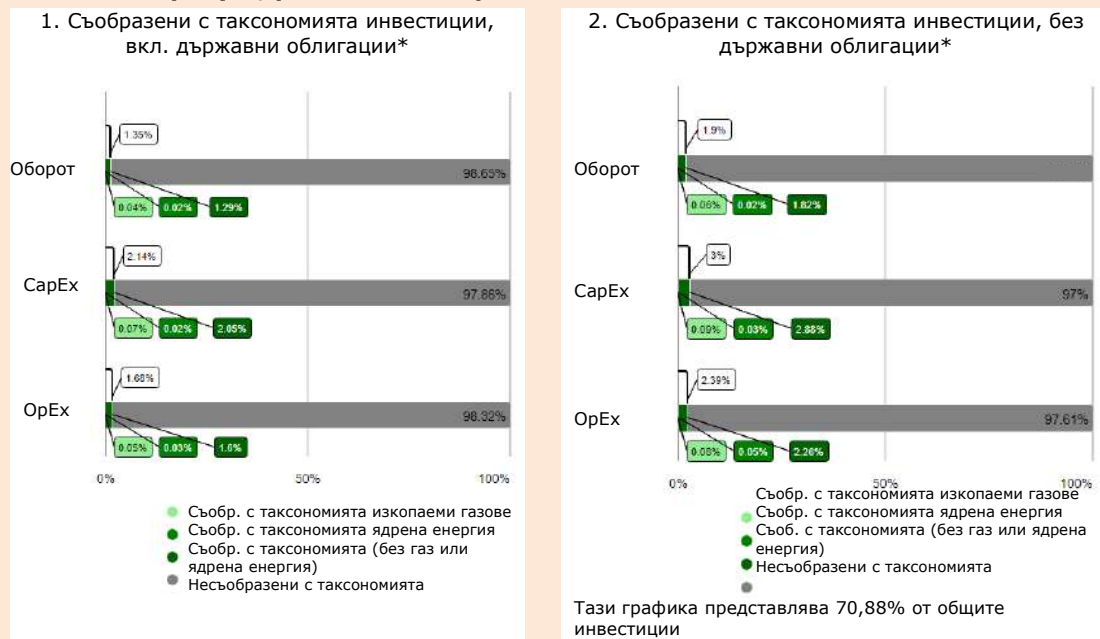 1. Съобразени с таксономията инвестиции,
вкл. държавни облигации*
1.35%
Оборот
98.65%
0.04% 0.02% 1.29%
2.14%
CapEx
97.86%
0.07% 0.02% 2.05%
1.68%
OpEx
98.32%
0.05% 0.03% 1.6%
0% 50% 100%
Съобр. с таксономията изкопаеми газове
Съобр. с таксономията ядрена енергия
Съобр. с таксономията (без газ или
ядрена енергия)
Несъобразени с таксономията
2. Съобразени с таксономията инвестиции, без
държавни облигации*
1.9%
Оборот
0.06% 0.02% 1.82%
3%
CapEx
97%
0.09% 0.03% 2.88%
2.39%
OpEx
97.61%
0.08% 0.05% 2.26%
0% 50% 100%
Съобр. с таксономията изкопаеми газове
Съобр. с таксономията ядрена енергия
Съоб. с таксономията (без газ или ядрена
енергия)
Несъобразени с таксономията
Тази графика представлява 70,88% от общите
инвестиции